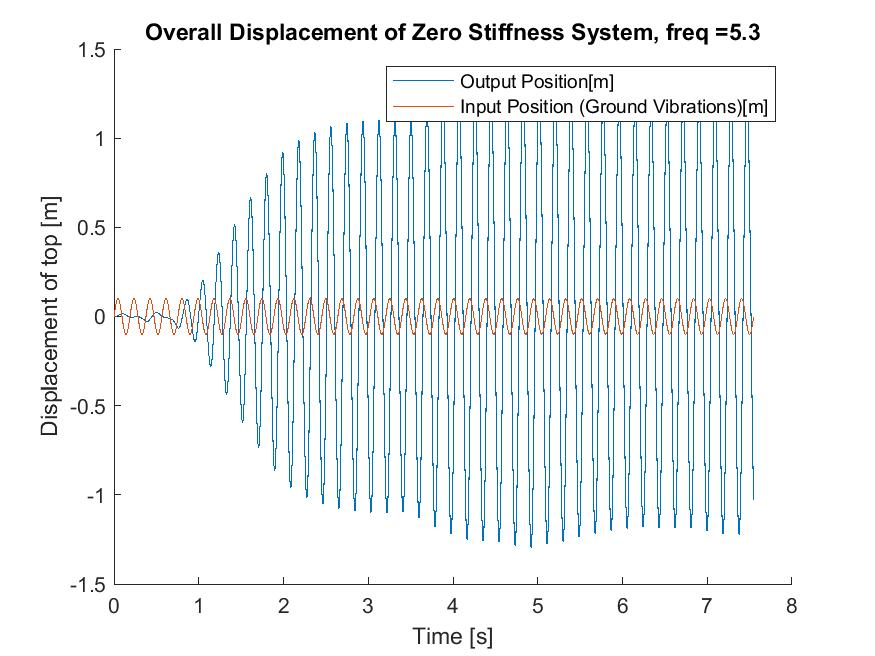 Overall Displacement of Zero Stiffness System, freq =5.3
Output Position[m]
Input Position (Ground Vibrations)[m]
Displacement of top [m]
1.5
1
0.5
0
-0.5
-1
-1.5
0 1 2 3 4 5 6 7 8
Time [s]